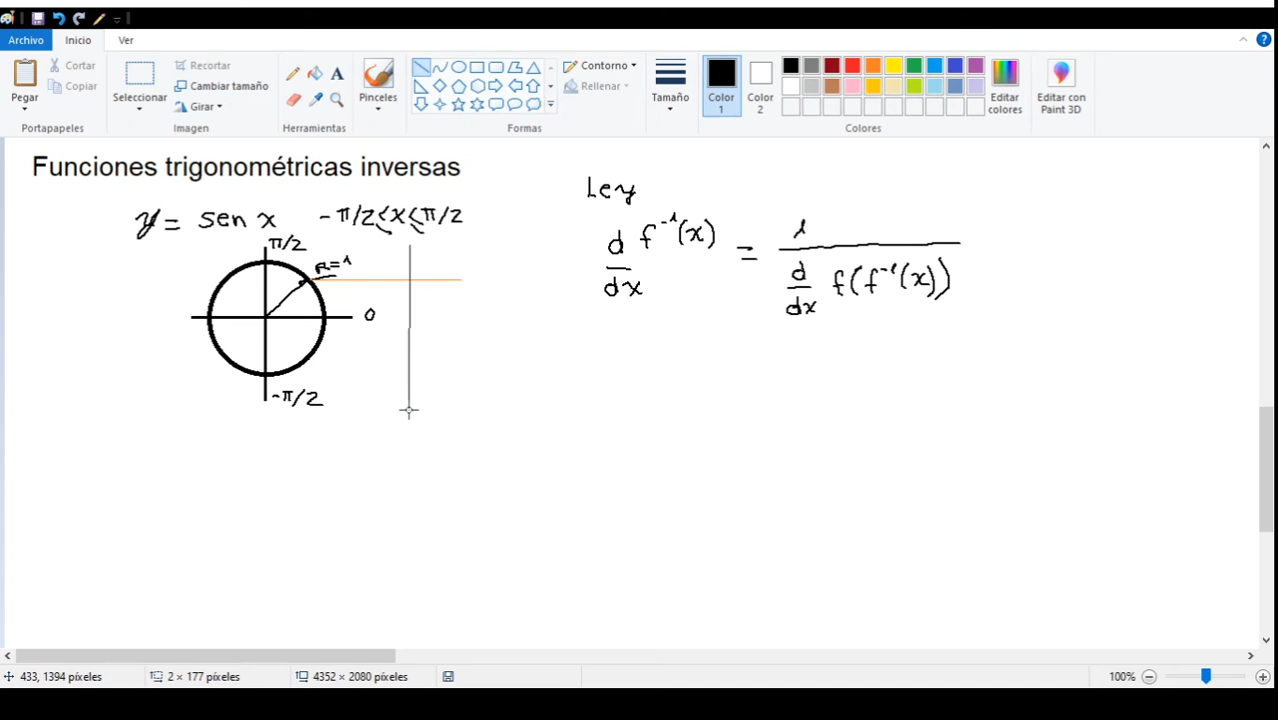 Archivo Inicio Ver
Pegar Cortar Copiar
Portapapeles
Seleccionar Recortar Cambiar tamaño Girar
Imagen
Herramientas
Pinceles
Contorno Rellenar
Formas
Tamaño
Color 1
Color 2
Editar colores
Editar con Paint 3D
Colores
Funciones trigonométricas inversas
y = sen x -π/2≤x≤π/2
π/2
R=1
0
-π/2
Ley
d/dx f⁻¹(x) = 1 / d/dx f(f⁻¹(x))
433, 1394 píxeles 2 × 177 píxeles 4352 × 2080 píxeles 100%